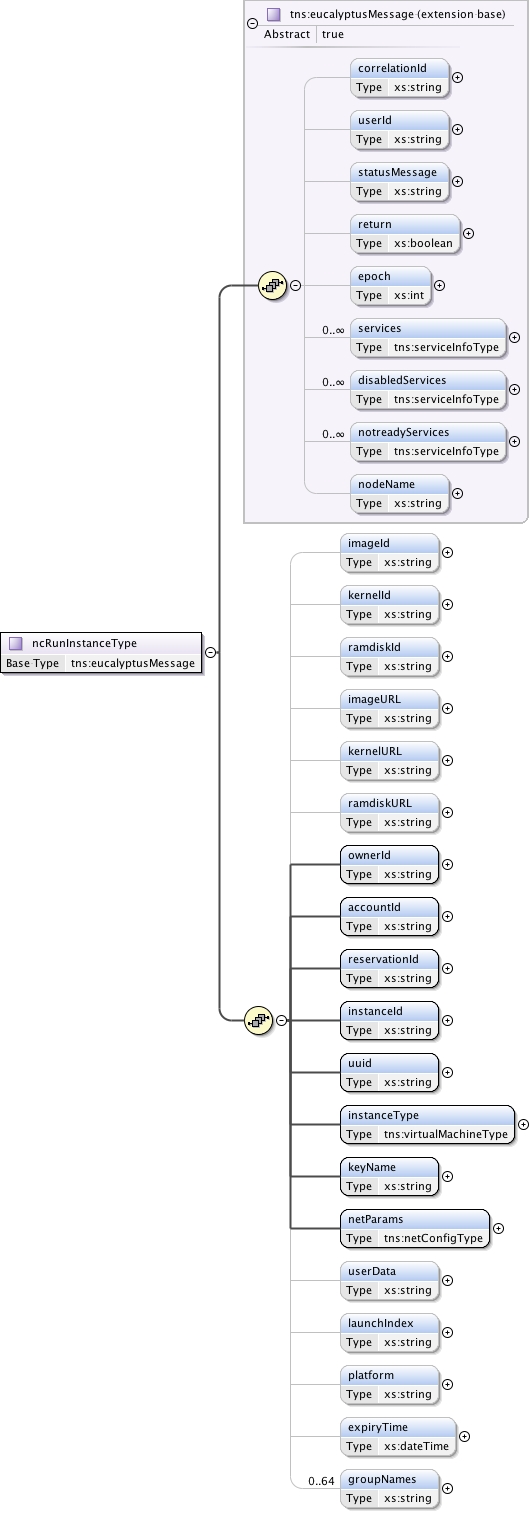 tns:eucalyptusMessage (extension base)
Abstract true
correlationId
Type xs:string
userId
Type xs:string
statusMessage
Type xs:string
return
Type xs:boolean
epoch
Type xs:int
0..∞ services
Type tns:serviceInfoType
0..∞ disabledServices
Type tns:serviceInfoType
0..∞ notreadyServices
Type tns:serviceInfoType
nodeName
Type xs:string
ncRunInstanceType
Base Type tns:eucalyptusMessage
imageId
Type xs:string
kernelId
Type xs:string
ramdiskId
Type xs:string
imageURL
Type xs:string
kernelURL
Type xs:string
ramdiskURL
Type xs:string
ownerId
Type xs:string
accountId
Type xs:string
reservationId
Type xs:string
instanceId
Type xs:string
uuid
Type xs:string
instanceType
Type tns:virtualMachineType
keyName
Type xs:string
netParams
Type tns:netConfigType
userData
Type xs:string
launchIndex
Type xs:string
platform
Type xs:string
expiryTime
Type xs:dateTime
0..64 groupNames
Type xs:string